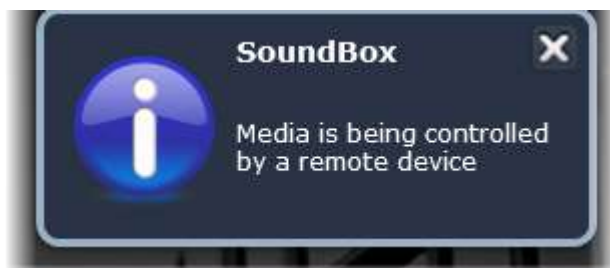 SoundBox
Media is being controlled
by a remote device